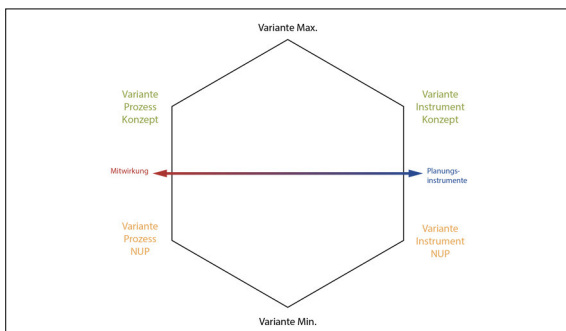 Variante Max.
Variante
Prozess
Konzept
Variante
Instrument
Konzept
Mitwirkung
Planungs-
instrumente
Variante
Prozess
NUP
Variante
Instrument
NUP
Variante Min.